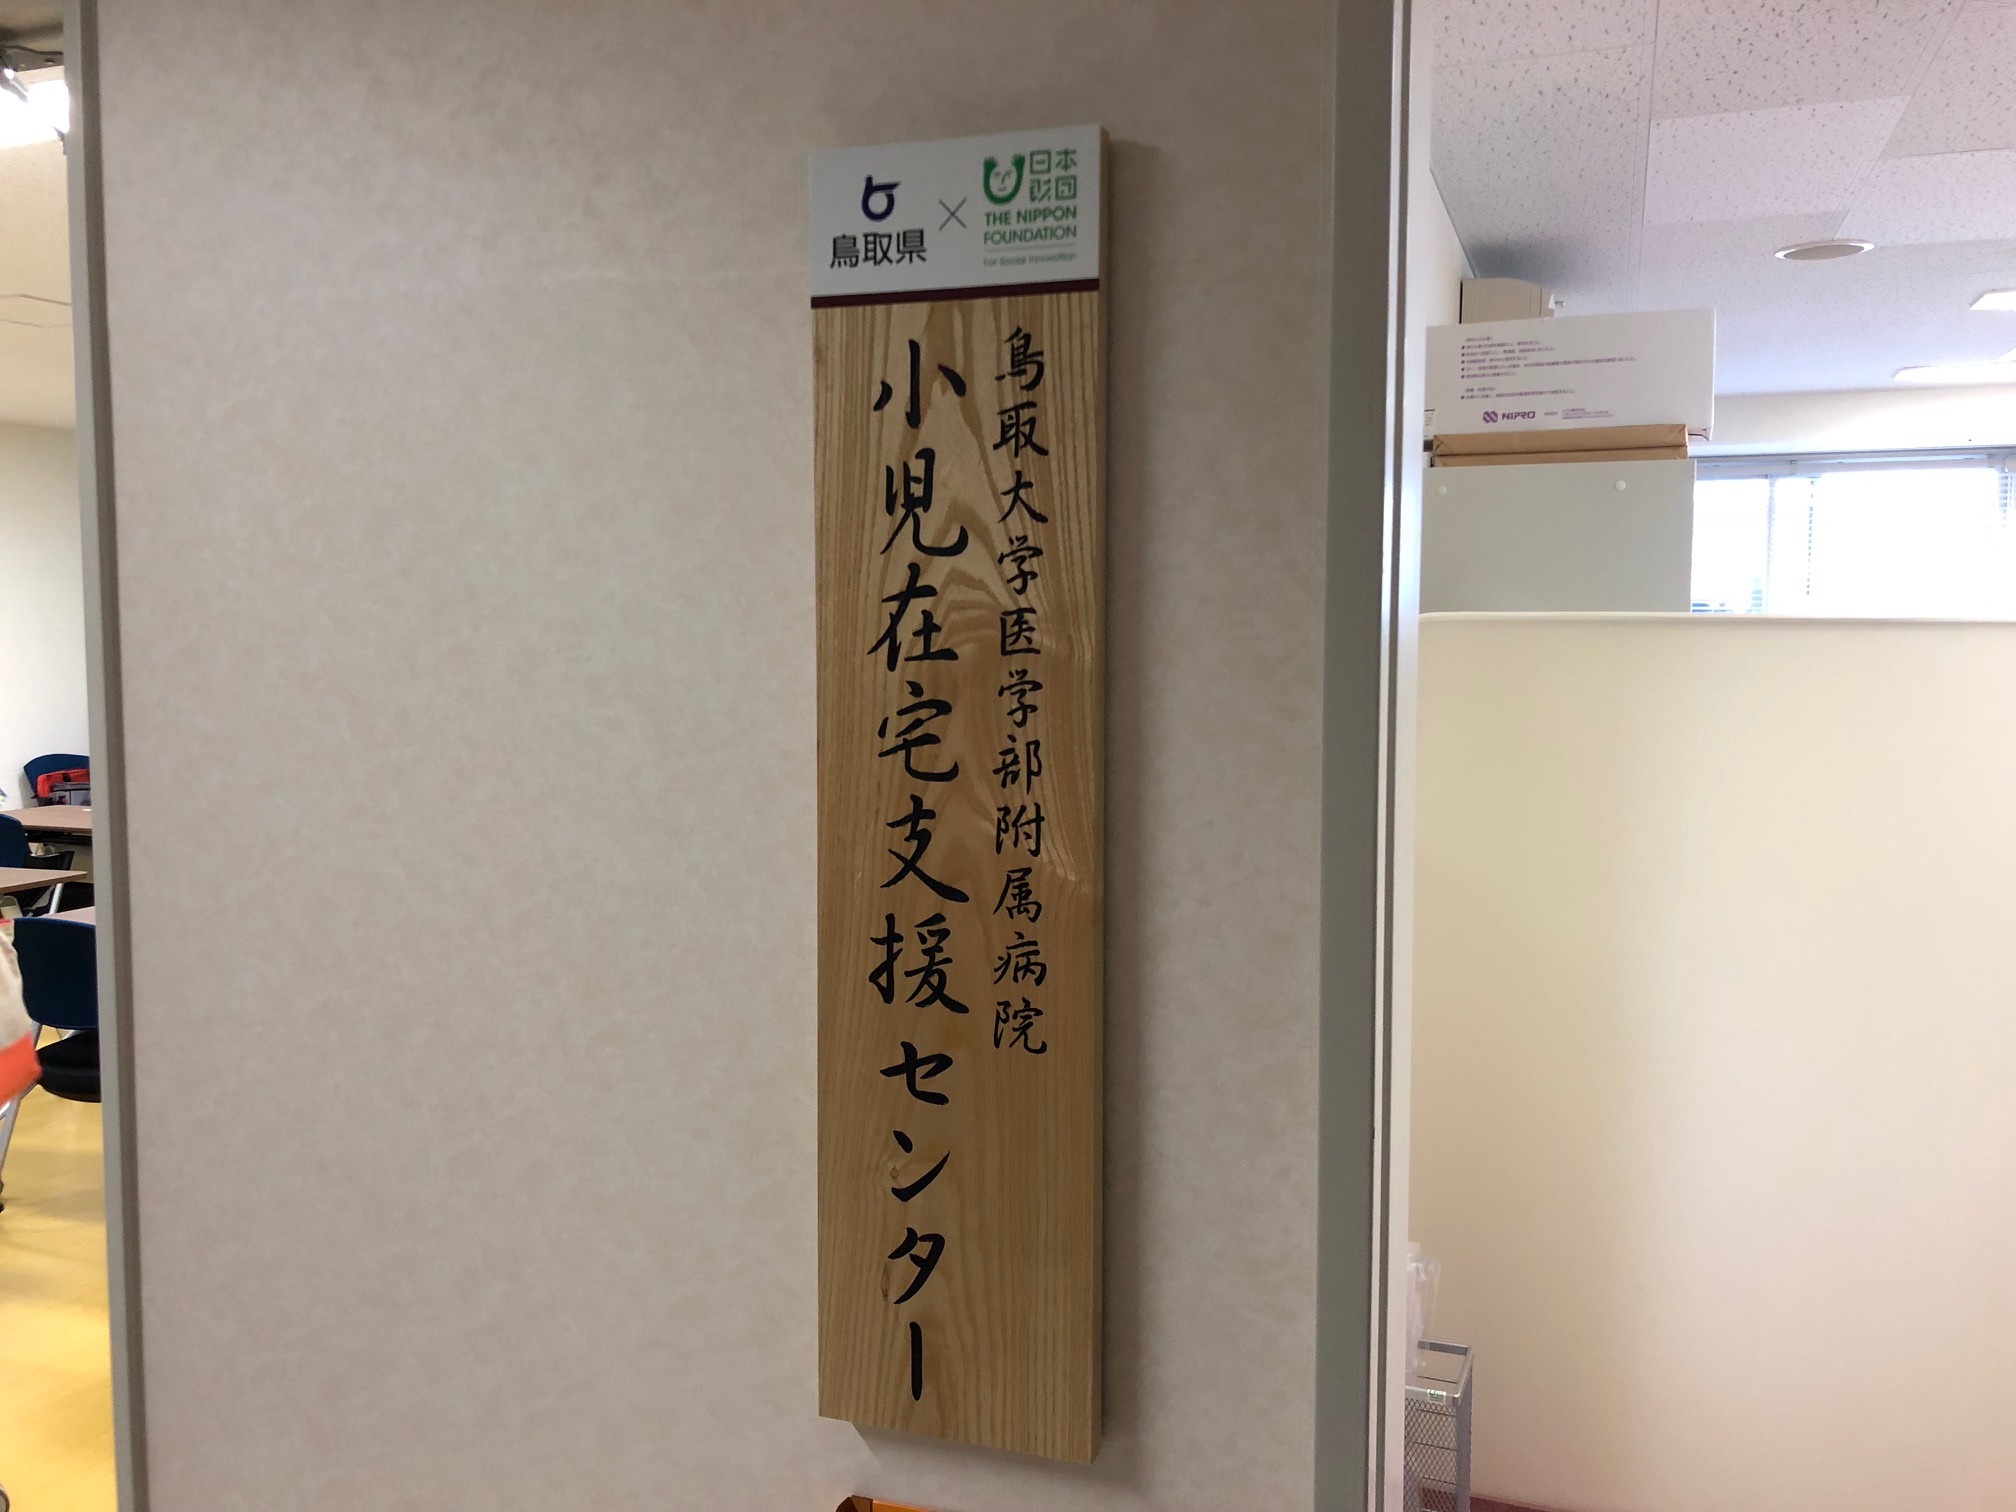 鳥取県
×
日本
財団
THE NIPPON
FOUNDATION
For Social Innovation
鳥取大学医学部附属病院
小児在宅支援センター
NIPRO